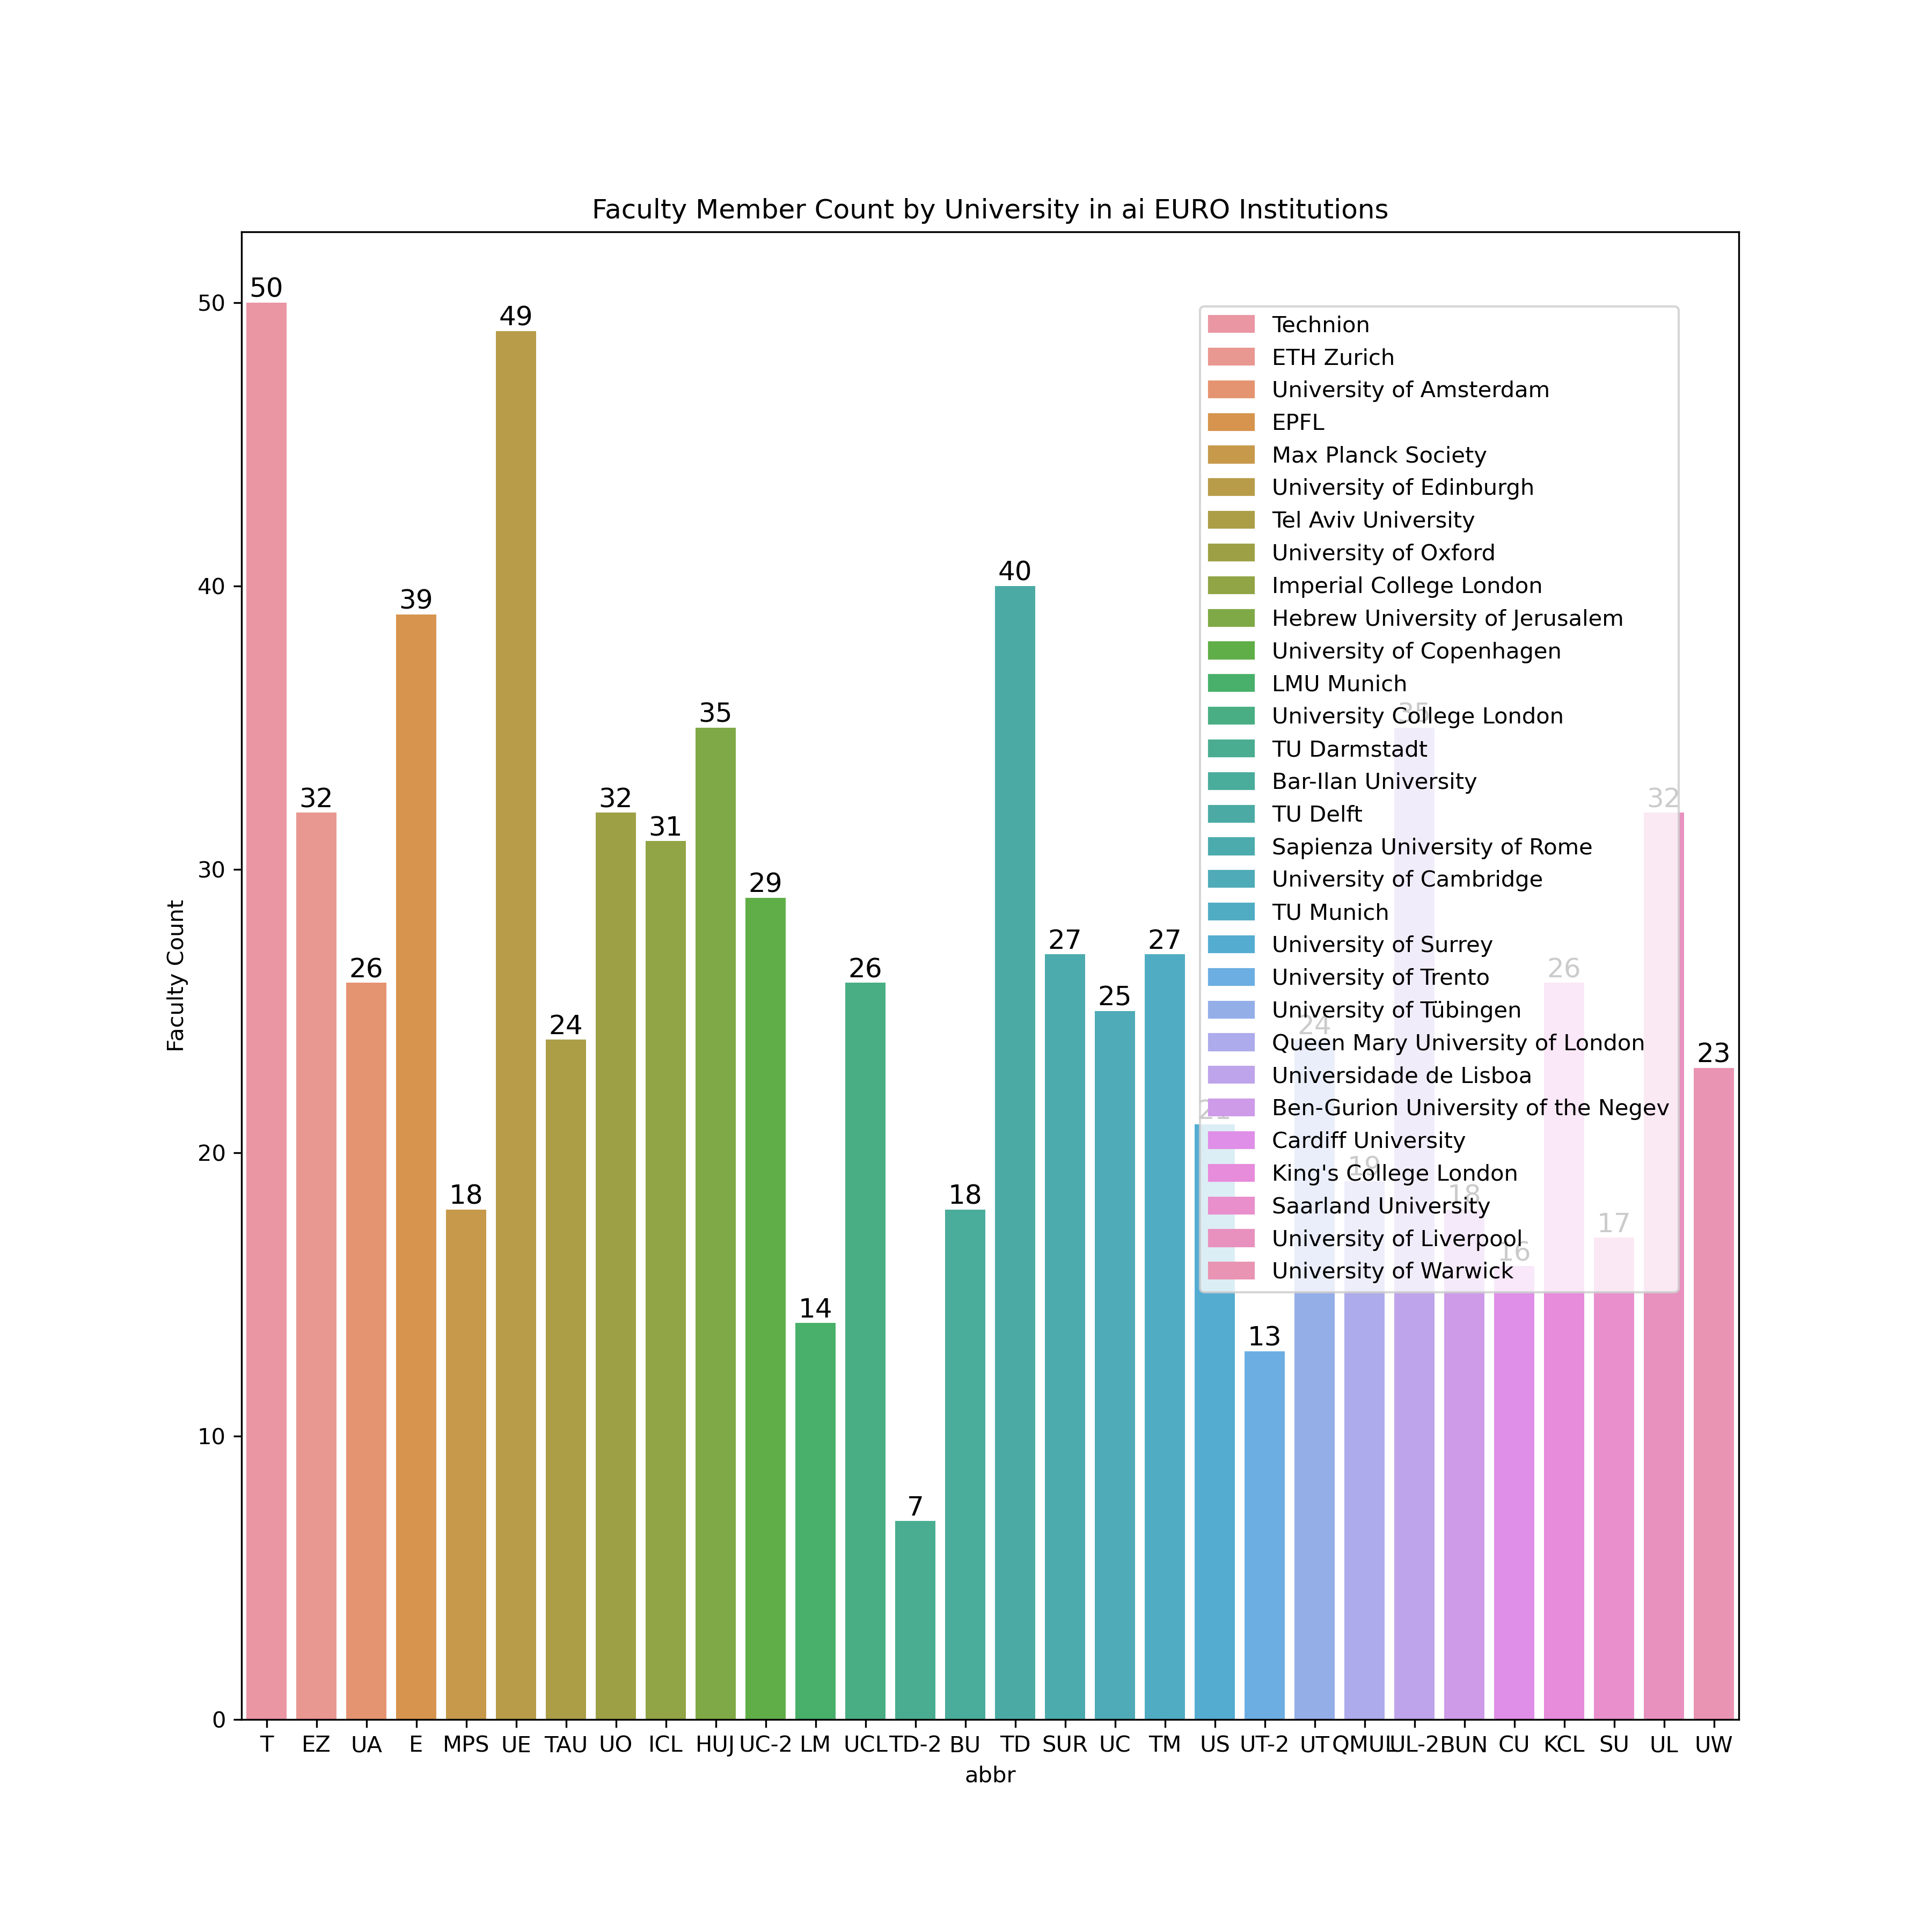 Faculty Member Count by University in ai EURO Institutions
Faculty Count
50
40
30
20
10
0
50
32
26
39
18
49
24
32
31
35
29
14
26
7
18
40
27
25
27
21
13
24
19
35
18
16
26
17
32
23
Technion
ETH Zurich
University of Amsterdam
EPFL
Max Planck Society
University of Edinburgh
Tel Aviv University
University of Oxford
Imperial College London
Hebrew University of Jerusalem
University of Copenhagen
LMU Munich
University College London
TU Darmstadt
Bar-Ilan University
TU Delft
Sapienza University of Rome
University of Cambridge
TU Munich
University of Surrey
University of Trento
University of Tübingen
Queen Mary University of London
Universidade de Lisboa
Ben-Gurion University of the Negev
Cardiff University
King's College London
Saarland University
University of Liverpool
University of Warwick
T EZ UA E MPS UE TAU UO ICL HUJ UC-2 LM UCL TD-2 BU TD SUR UC TM US UT-2 UT QMUL UL-2 BUN CU KCL SU UL UW
abbr